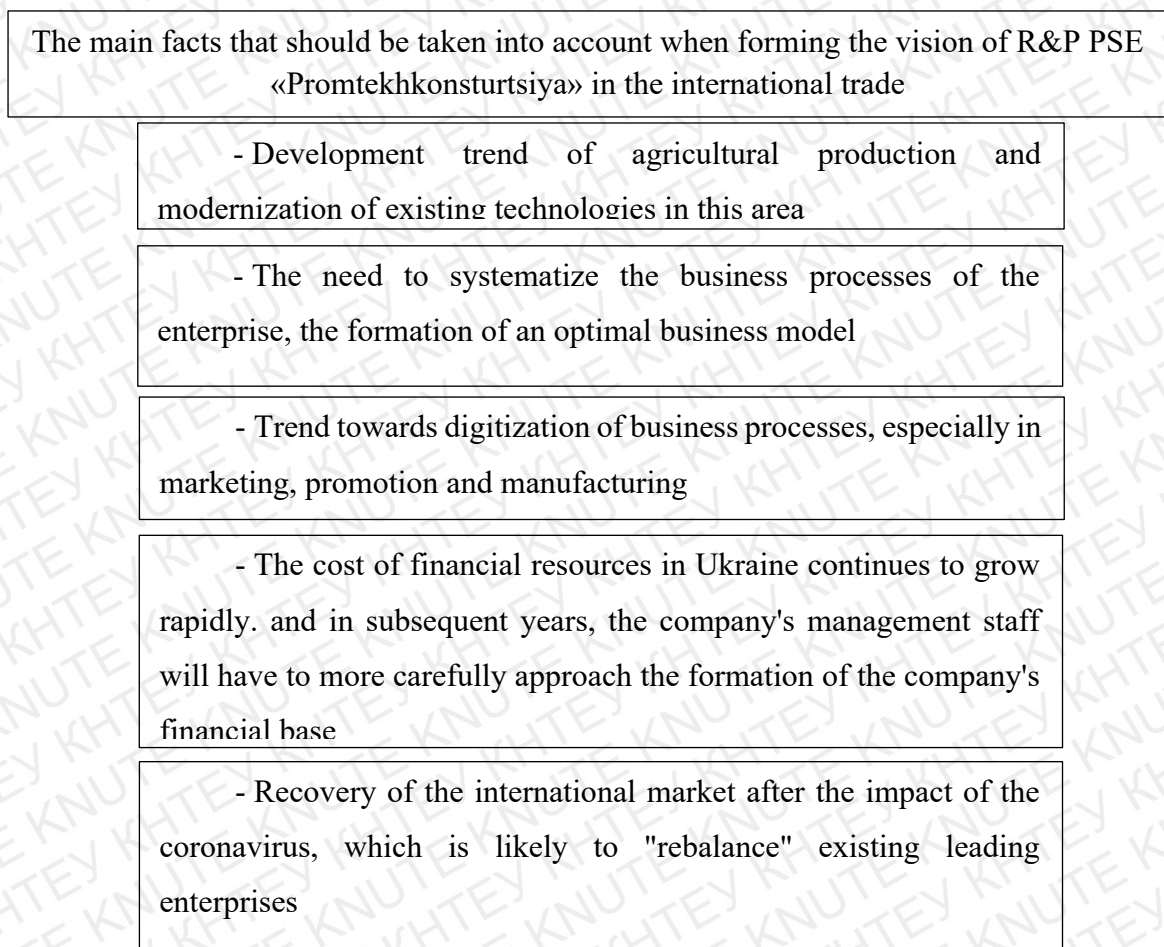 The main facts that should be taken into account when forming the vision of R&P PSE
«Promtekhkonsturtsiya» in the international trade
- Development trend of agricultural production and
modernization of existing technologies in this area
- The need to systematize the business processes of the
enterprise, the formation of an optimal business model
- Trend towards digitization of business processes, especially in
marketing, promotion and manufacturing
- The cost of financial resources in Ukraine continues to grow
rapidly. and in subsequent years, the company's management staff
will have to more carefully approach the formation of the company's
financial base
- Recovery of the international market after the impact of the
coronavirus, which is likely to "rebalance" existing leading
enterprises